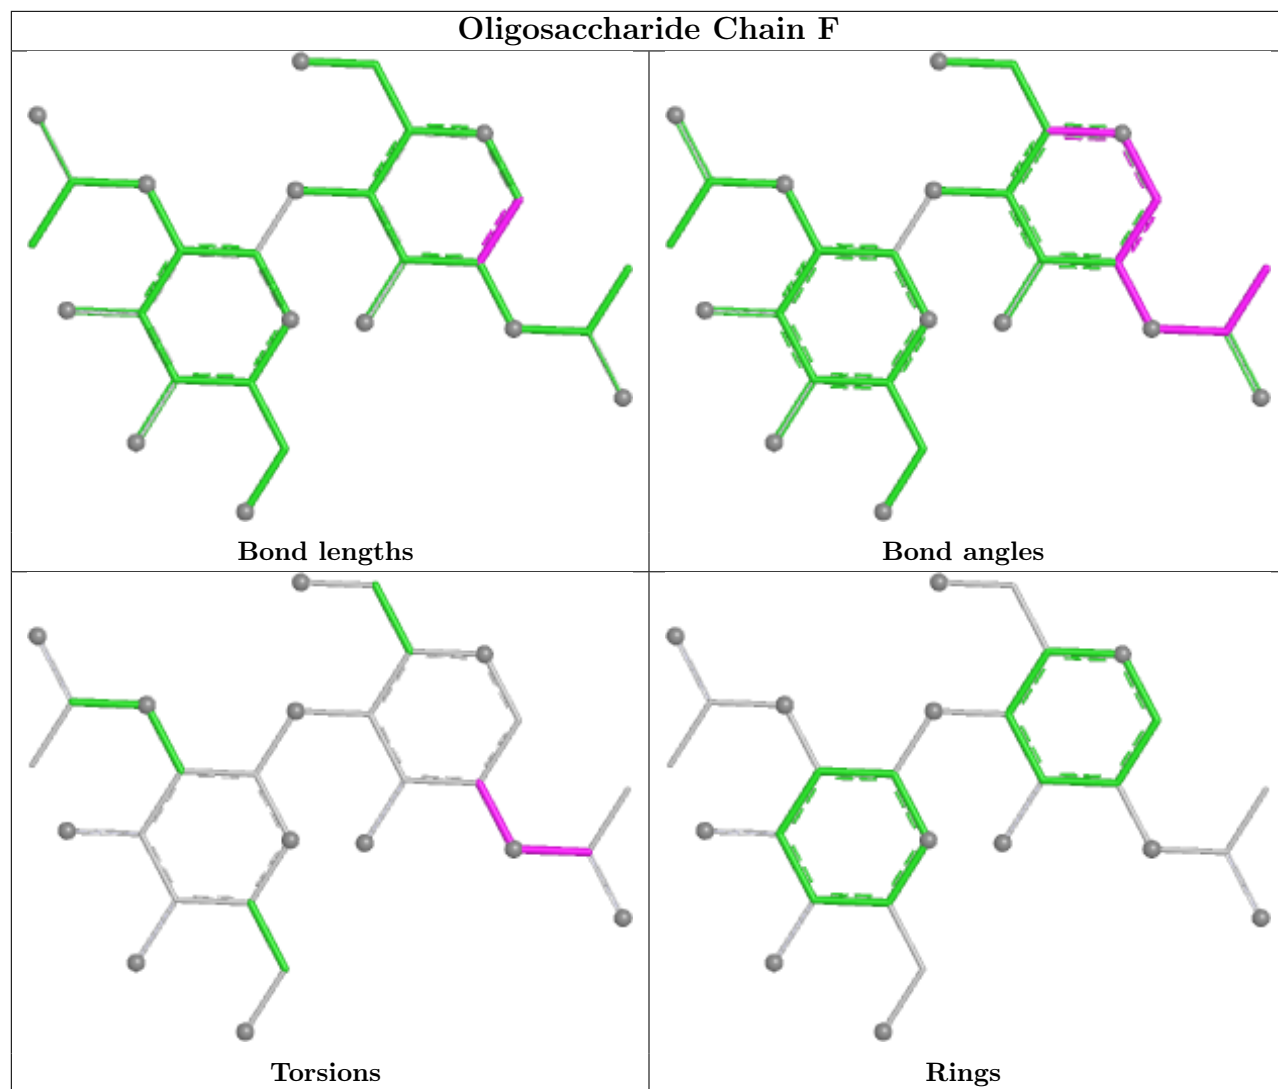 Oligosaccharide Chain F
Bond lengths
Bond angles
Torsions
Rings